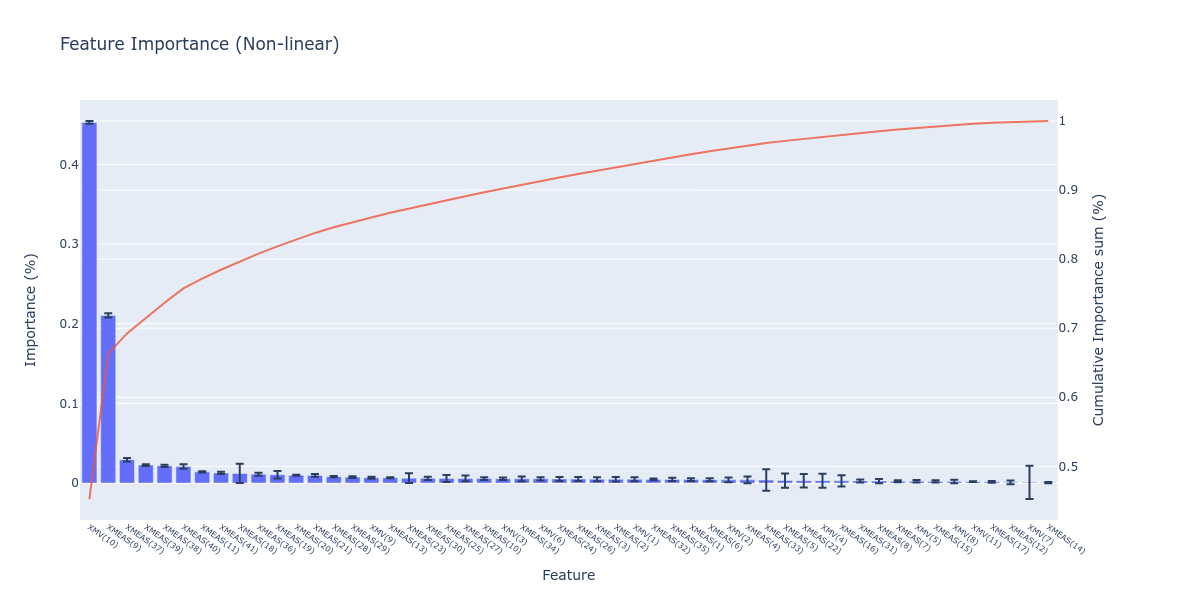 Feature Importance (Non-linear)
Importance (%)
0.4
0.3
0.2
0.1
0
1
0.9
0.8
0.7
0.6
0.5
Cumulative Importance sum (%)
XMV(10)
XMEAS(9)
XMEAS(37)
XMEAS(39)
XMEAS(38)
XMEAS(40)
XMEAS(11)
XMEAS(41)
XMEAS(18)
XMEAS(36)
XMEAS(19)
XMEAS(20)
XMEAS(21)
XMEAS(28)
XMEAS(29)
XMV(9)
XMEAS(13)
XMEAS(23)
XMEAS(30)
XMEAS(25)
XMEAS(27)
XMEAS(10)
XMV(3)
XMEAS(34)
XMV(6)
XMEAS(24)
XMEAS(26)
XMEAS(3)
XMEAS(2)
XMV(1)
XMEAS(32)
XMEAS(35)
XMEAS(1)
XMEAS(6)
XMV(2)
XMEAS(4)
XMEAS(33)
XMEAS(5)
XMEAS(22)
XMV(4)
XMEAS(16)
XMEAS(31)
XMEAS(8)
XMEAS(7)
XMV(5)
XMEAS(15)
XMV(8)
XMV(11)
XMEAS(17)
XMEAS(12)
XMV(7)
XMEAS(14)
Feature